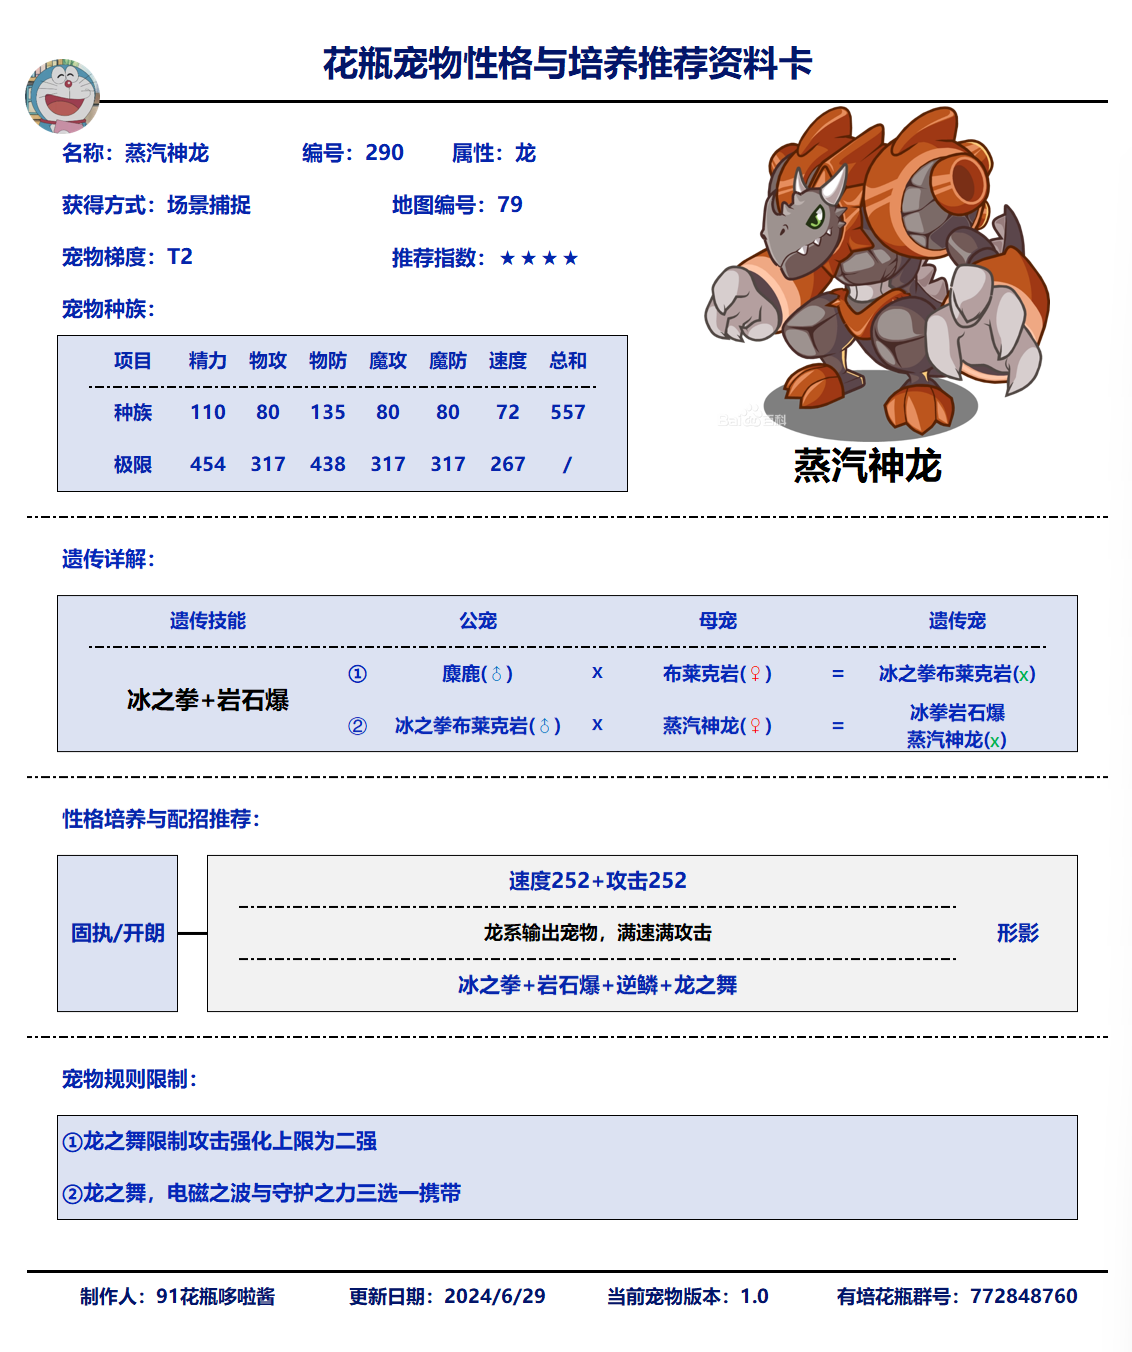 花瓶宠物性格与培养推荐资料卡
名称：蒸汽神龙 编号：290 属性：龙
获得方式：场景捕捉 地图编号：79
宠物梯度：T2 推荐指数：★★★★
宠物种族：
项目 精力 物攻 物防 魔攻 魔防 速度 总和
种族 110 80 135 80 80 72 557
极限 454 317 438 317 317 267 /
Baidu百科
蒸汽神龙
遗传详解：
遗传技能 公宠 母宠 遗传宠
冰之拳+岩石爆
① 麋鹿(♂) X 布莱克岩(♀) = 冰之拳布莱克岩(x)
② 冰之拳布莱克岩(♂) X 蒸汽神龙(♀) = 冰拳岩石爆
蒸汽神龙(x)
性格培养与配招推荐：
固执/开朗
速度252+攻击252
龙系输出宠物，满速满攻击
冰之拳+岩石爆+逆鳞+龙之舞
形影
宠物规则限制：
①龙之舞限制攻击强化上限为二强
②龙之舞，电磁之波与守护之力三选一携带
制作人：91花瓶哆啦酱 更新日期：2024/6/29 当前宠物版本：1.0 有培花瓶群号：772848760